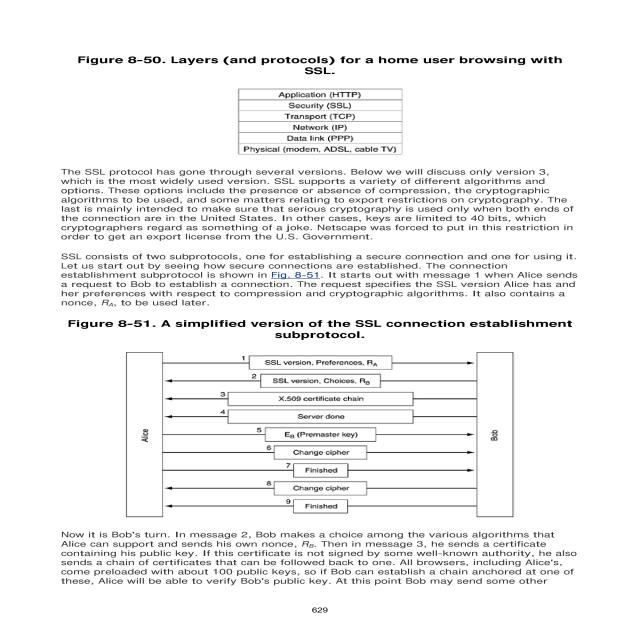 Figure 8-50. Layers (and protocols) for a home user browsing with
SSL.
Application (HTTP)
Security (SSL)
Transport (TCP)
Network (IP)
Data link (PPP)
Physical (modem, ADSL, cable TV)
The SSL protocol has gone through several versions. Below we will discuss only version 3,
which is the most widely used version. SSL supports a variety of different algorithms and
options. These options include the presence or absence of compression, the cryptographic
algorithms to be used, and some matters relating to export restrictions on cryptography. The
last is mainly intended to make sure that serious cryptography is used only when both ends of
the connection are in the United States. In other cases, keys are limited to 40 bits, which
cryptographers regard as something of a joke. Netscape was forced to put in this restriction in
order to get an export license from the U.S. Government.
SSL consists of two subprotocols, one for establishing a secure connection and one for using it.
Let us start out by seeing how secure connections are established. The connection
establishment subprotocol is shown in Fig. 8-51. It starts out with message 1 when Alice sends
a request to Bob to establish a connection. The request specifies the SSL version Alice has and
her preferences with respect to compression and cryptographic algorithms. It also contains a
nonce, RA, to be used later.
Figure 8-51. A simplified version of the SSL connection establishment
subprotocol.
Alice
1 SSL version, Preferences, RA
2 SSL version, Choices, RB
3 X.509 certificate chain
4 Server done
5 EB (Premaster key)
6 Change cipher
7 Finished
8 Change cipher
9 Finished
Bob
Now it is Bob's turn. In message 2, Bob makes a choice among the various algorithms that
Alice can support and sends his own nonce, RB. Then in message 3, he sends a certificate
containing his public key. If this certificate is not signed by some well-known authority, he also
sends a chain of certificates that can be followed back to one. All browsers, including Alice's,
come preloaded with about 100 public keys, so if Bob can establish a chain anchored at one of
these, Alice will be able to verify Bob's public key. At this point Bob may send some other
629